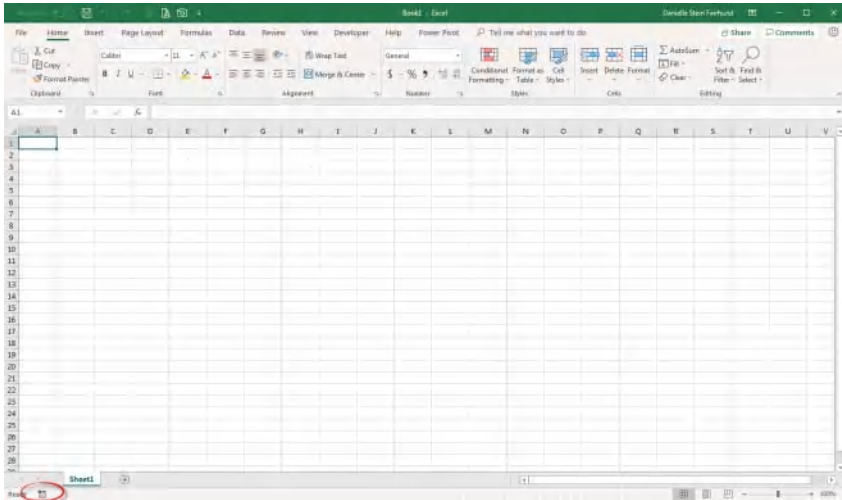 Book1 - Excel
Danielle Stein Fairhurst
File Home Insert Page Layout Formulas Data Review View Developer Help Power Pivot Tell me what you want to do Share Comments
Cut
Copy
Format Painter
Clipboard
Calibri 11
B I U
Font
Wrap Text
Merge & Center
Alignment
General
$ % ,
Number
Conditional Formatting
Format as Table
Cell Styles
Styles
Insert Delete Format
Cells
AutoSum
Fill
Clear
Sort & Filter
Find & Select
Editing
A1 fx
A B C D E F G H I J K L M N O P Q R S T U V
1
2
3
4
5
6
7
8
9
10
11
12
13
14
15
16
17
18
19
20
21
22
23
24
25
26
27
28
Sheet1
Ready
100%